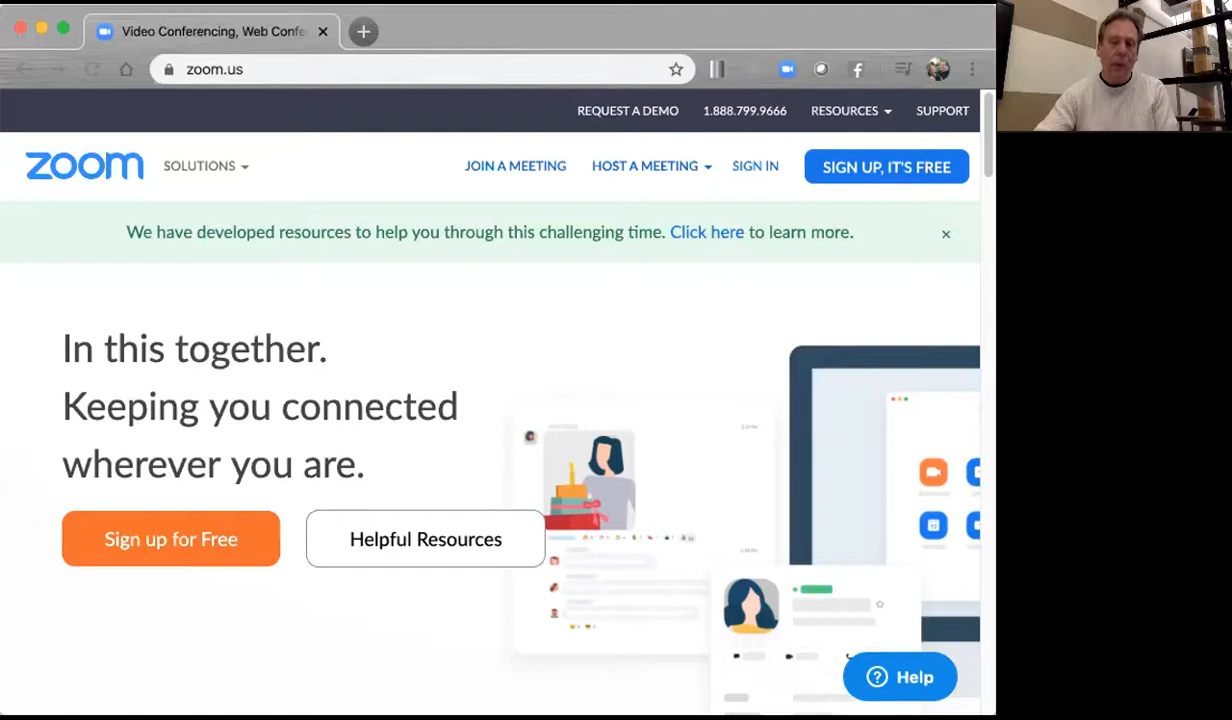 Video Conferencing, Web Confe
zoom.us
REQUEST A DEMO 1.888.799.9666 RESOURCES SUPPORT
zoom SOLUTIONS JOIN A MEETING HOST A MEETING SIGN IN SIGN UP, IT'S FREE
We have developed resources to help you through this challenging time. Click here to learn more.
In this together.
Keeping you connected
wherever you are.
Sign up for Free Helpful Resources
Help